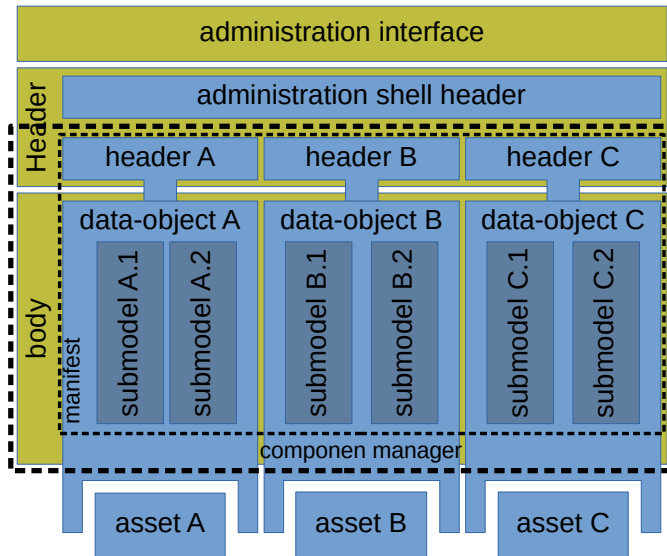 administration interface
Header
administration shell header
header A
header B
header C
body
manifest
data-object A
data-object B
data-object C
submodel A.1
submodel A.2
submodel B.1
submodel B.2
submodel C.1
submodel C.2
componen manager
asset A
asset B
asset C